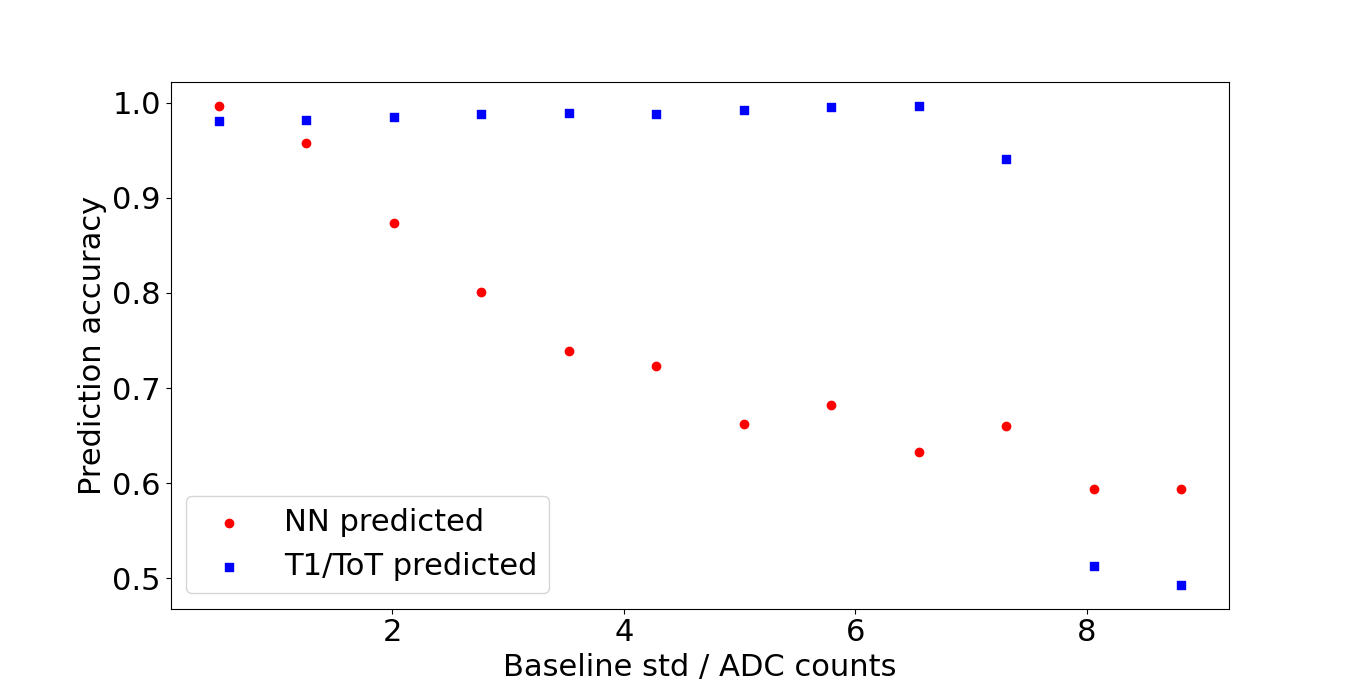 1.0
0.9
0.8
0.7
0.6
0.5
Prediction accuracy
NN predicted
T1/ToT predicted
2 4 6 8
Baseline std / ADC counts